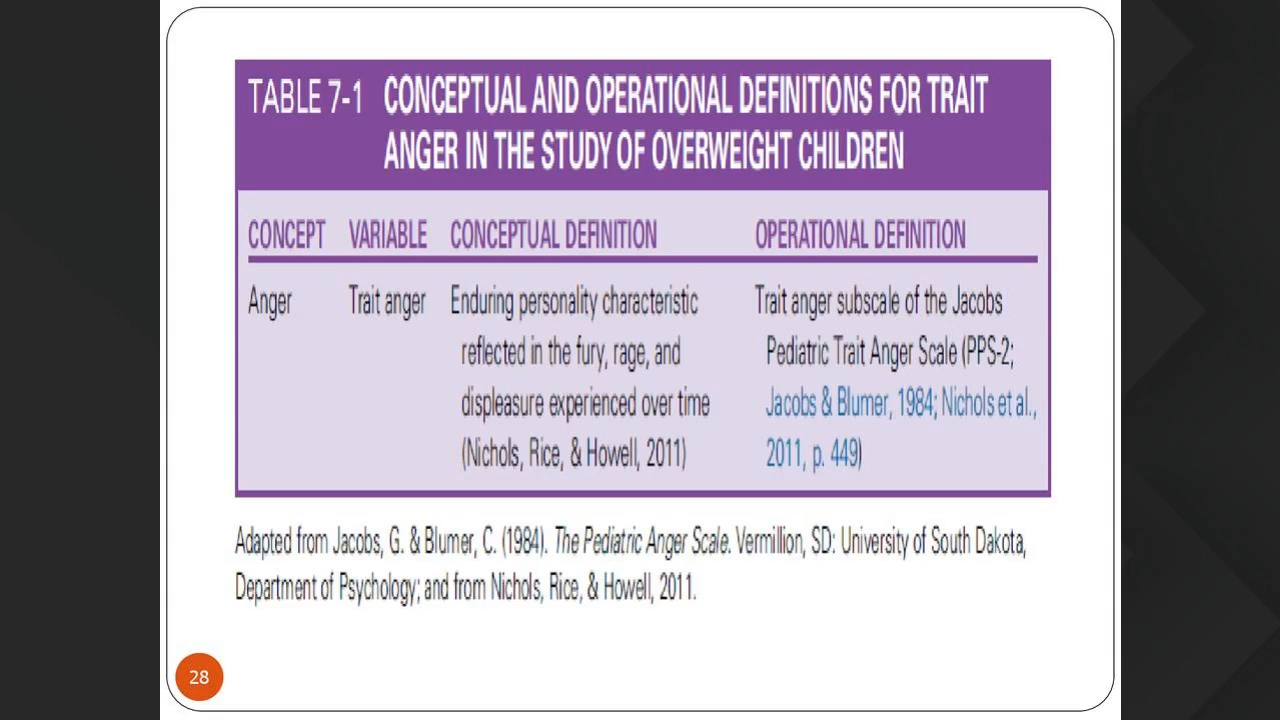 TABLE 7-1 CONCEPTUAL AND OPERATIONAL DEFINITIONS FOR TRAIT
ANGER IN THE STUDY OF OVERWEIGHT CHILDREN
CONCEPT VARIABLE CONCEPTUAL DEFINITION OPERATIONAL DEFINITION
Anger Trait anger Enduring personality characteristic Trait anger subscale of the Jacobs
reflected in the fury, rage, and Pediatric Trait Anger Scale (PPS-2;
displeasure experienced over time Jacobs & Blumer, 1984; Nichols et al.,
(Nichols, Rice, & Howell, 2011) 2011, p. 449)
Adapted from Jacobs, G. & Blumer, C. (1984). The Pediatric Anger Scale. Vermillion, SD: University of South Dakota,
Department of Psychology; and from Nichols, Rice, & Howell, 2011.
28